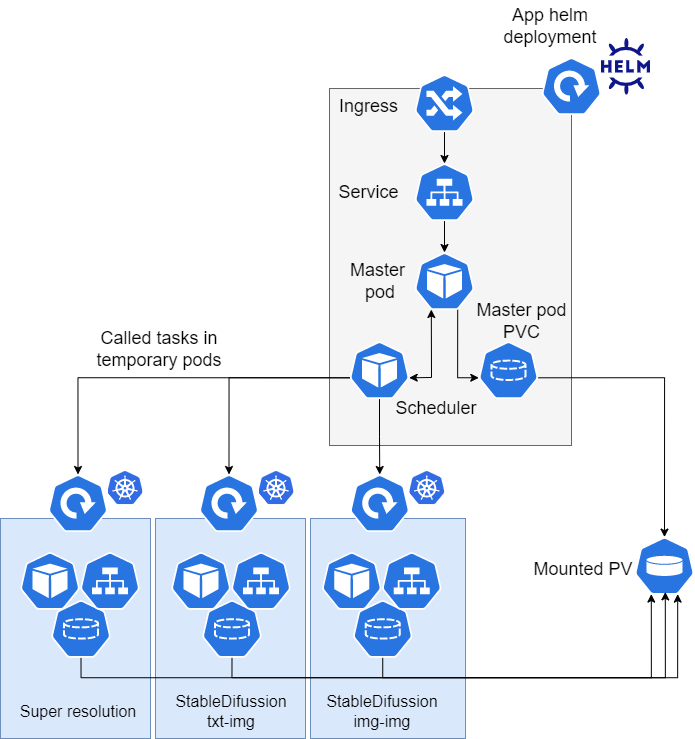 App helm
deployment
HELM
Ingress
Service
Master
pod
Master pod
PVC
Called tasks in
temporary pods
Scheduler
Mounted PV
Super resolution
StableDifussion
txt-img
StableDifussion
img-img